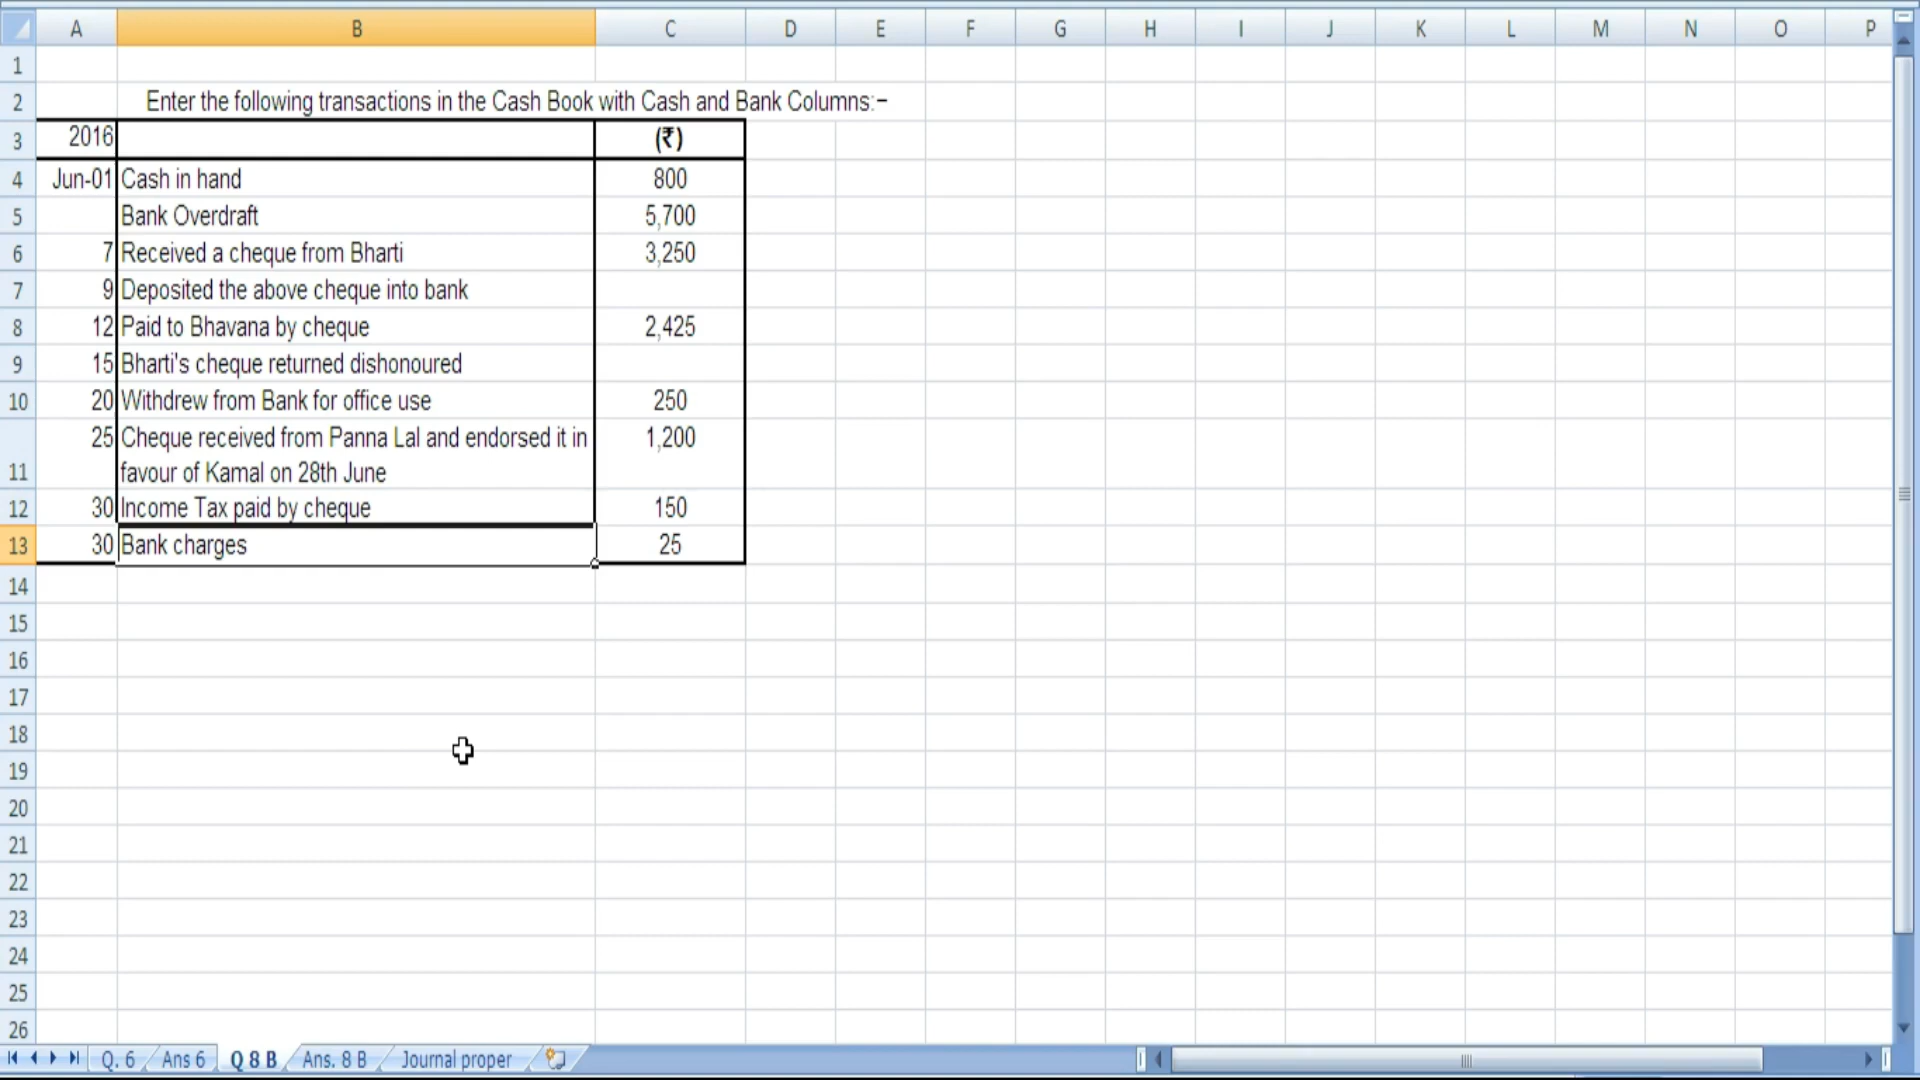 A B C D E F G H I J K L M N O P
1
2 Enter the following transactions in the Cash Book with Cash and Bank Columns:-
3 2016 (₹)
4 Jun-01 Cash in hand 800
5 Bank Overdraft 5,700
6 7 Received a cheque from Bharti 3,250
7 9 Deposited the above cheque into bank
8 12 Paid to Bhavana by cheque 2,425
9 15 Bharti's cheque returned dishonoured
10 20 Withdrew from Bank for office use 250
25 Cheque received from Panna Lal and endorsed it in 1,200
11 favour of Kamal on 28th June
12 30 Income Tax paid by cheque 150
13 30 Bank charges 25
14
15
16
17
18
19
20
21
22
23
24
25
26
Q. 6 Ans 6 Q 8 B Ans. 8 B Journal proper